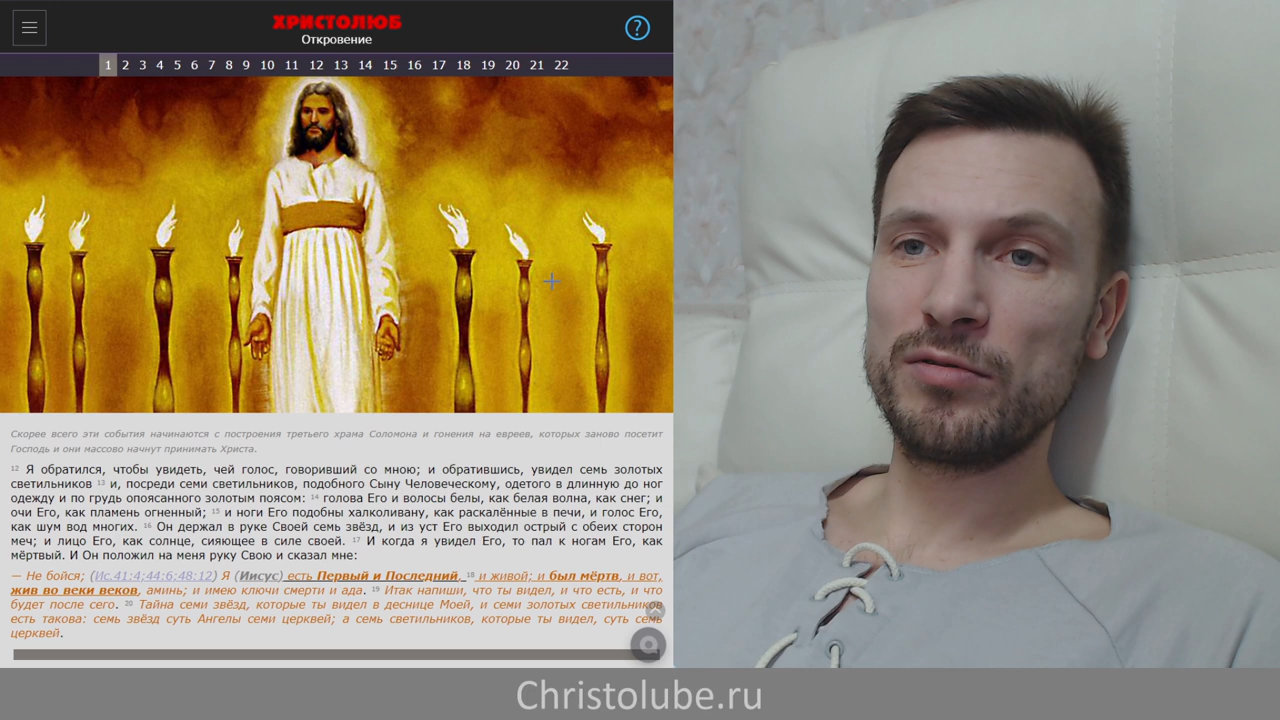 ХРИСТОЛЮБ
Откровение
?
1 2 3 4 5 6 7 8 9 10 11 12 13 14 15 16 17 18 19 20 21 22
Скорее всего эти события начинаются с построения третьего храма Соломона и гонения на евреев, которых заново посетит
Господь и они массово начнут принимать Христа.
12 Я обратился, чтобы увидеть, чей голос, говоривший со мною; и обратившись, увидел семь золотых
светильников 13 и, посреди семи светильников, подобного Сыну Человеческому, одетого в длинную до ног
одежду и по грудь опоясанного золотым поясом: 14 голова Его и волосы белы, как белая волна, как снег; и
очи Его, как пламень огненный; 15 и ноги Его подобны халколивану, как раскалённые в печи, и голос Его,
как шум вод многих. 16 Он держал в руке Своей семь звёзд, и из уст Его выходил острый с обеих сторон
меч; и лицо Его, как солнце, сияющее в силе своей. 17 И когда я увидел Его, то пал к ногам Его, как
мёртвый. И Он положил на меня руку Свою и сказал мне:
— Не бойся; (Ис.41:4;44:6;48:12) Я (Иисус) есть Первый и Последний, 18 и живой; и был мёртв, и вот,
жив во веки веков, аминь; и имею ключи смерти и ада. 19 Итак напиши, что ты видел, и что есть, и что
будет после сего. 20 Тайна семи звёзд, которые ты видел в деснице Моей, и семи золотых светильников
есть такова: семь звёзд суть Ангелы семи церквей; а семь светильников, которые ты видел, суть семь
церквей.
Christolube.ru